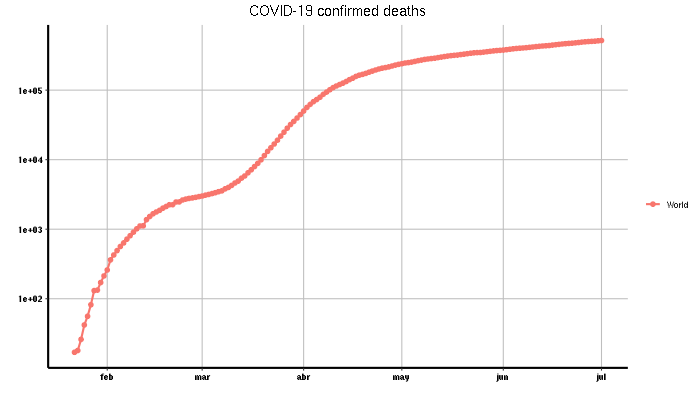 COVID-19 confirmed deaths
1e+05
1e+04
1e+03
1e+02
feb mar abr may jun jul
World